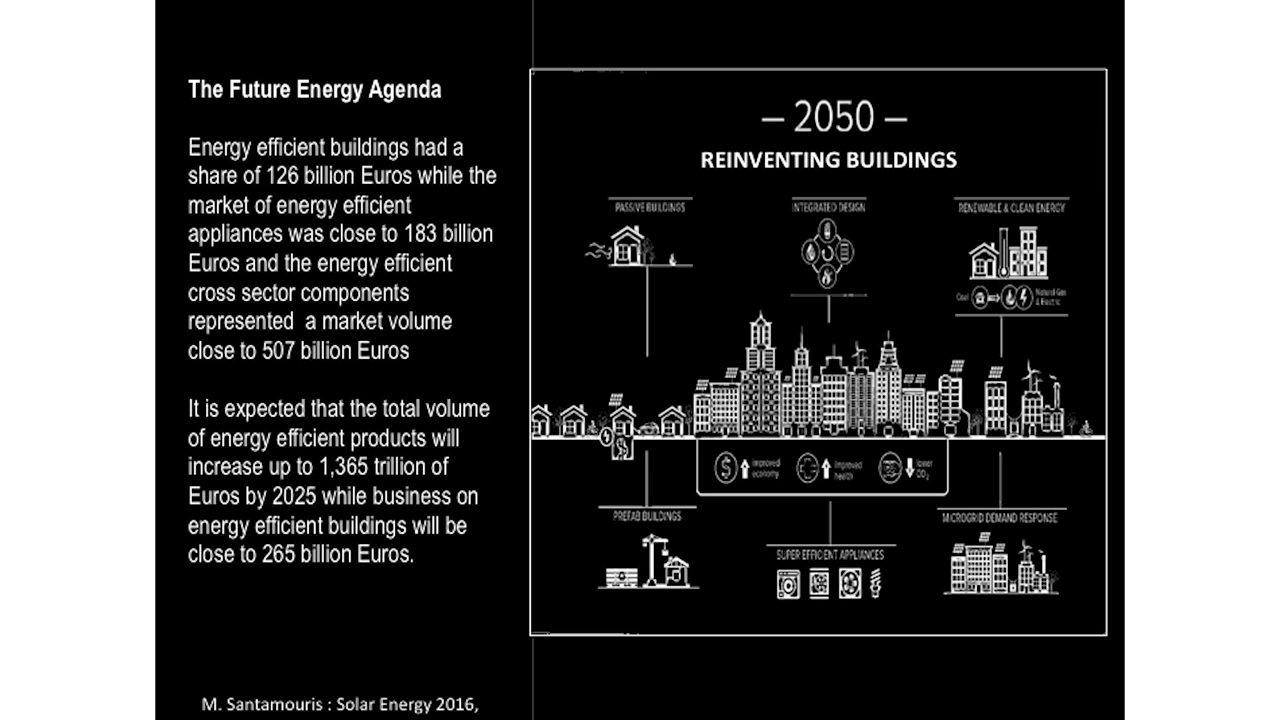 The Future Energy Agenda
Energy efficient buildings had a
share of 126 billion Euros while the
market of energy efficient
appliances was close to 183 billion
Euros and the energy efficient
cross sector components
represented  a market volume
close to 507 billion Euros
It is expected that the total volume
of energy efficient products will
increase up to 1,365 trillion of
Euros by 2025 while business on
energy efficient buildings will be
close to 265 billion Euros.
M. Santamouris : Solar Energy 2016,
– 2050 –
REINVENTING BUILDINGS
PASSIVE BUILDINGS
INTEGRATED DESIGN
RENEWABLE & CLEAN ENERGY
Coal
Natural Gas
& Electric
$
Improved
economy
Improved
health
lower
CO2
PREFAB BUILDINGS
SUPER EFFICIENT APPLIANCES
MICROGRID DEMAND RESPONSE